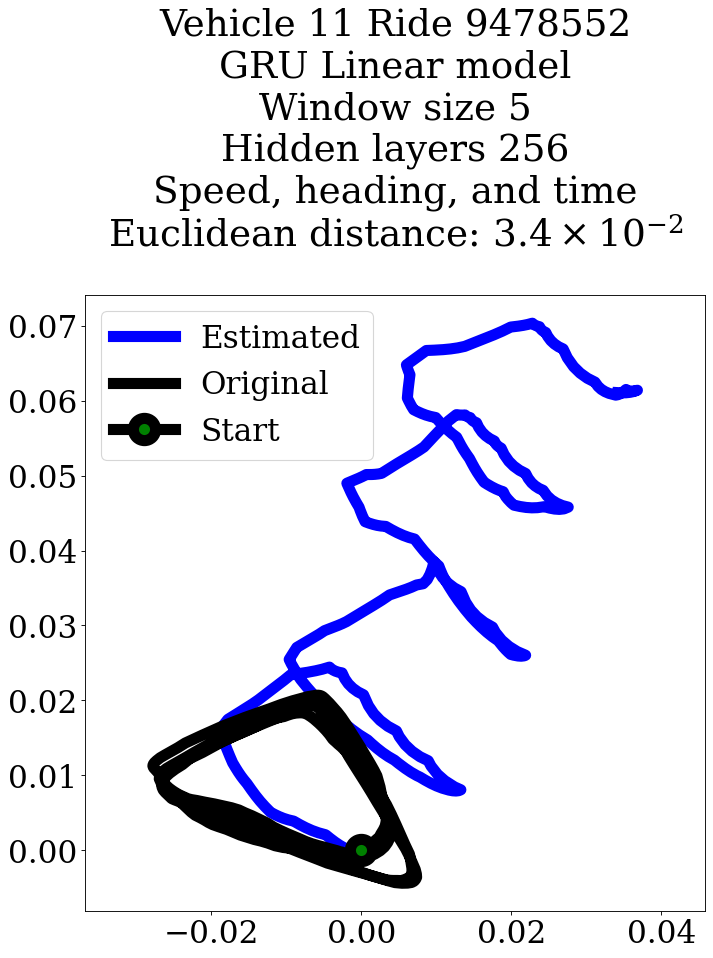 Vehicle 11 Ride 9478552
GRU Linear model
Window size 5
Hidden layers 256
Speed, heading, and time
Euclidean distance: 3.4 × 10⁻²
Estimated
Original
Start
0.07
0.06
0.05
0.04
0.03
0.02
0.01
0.00
−0.02 0.00 0.02 0.04